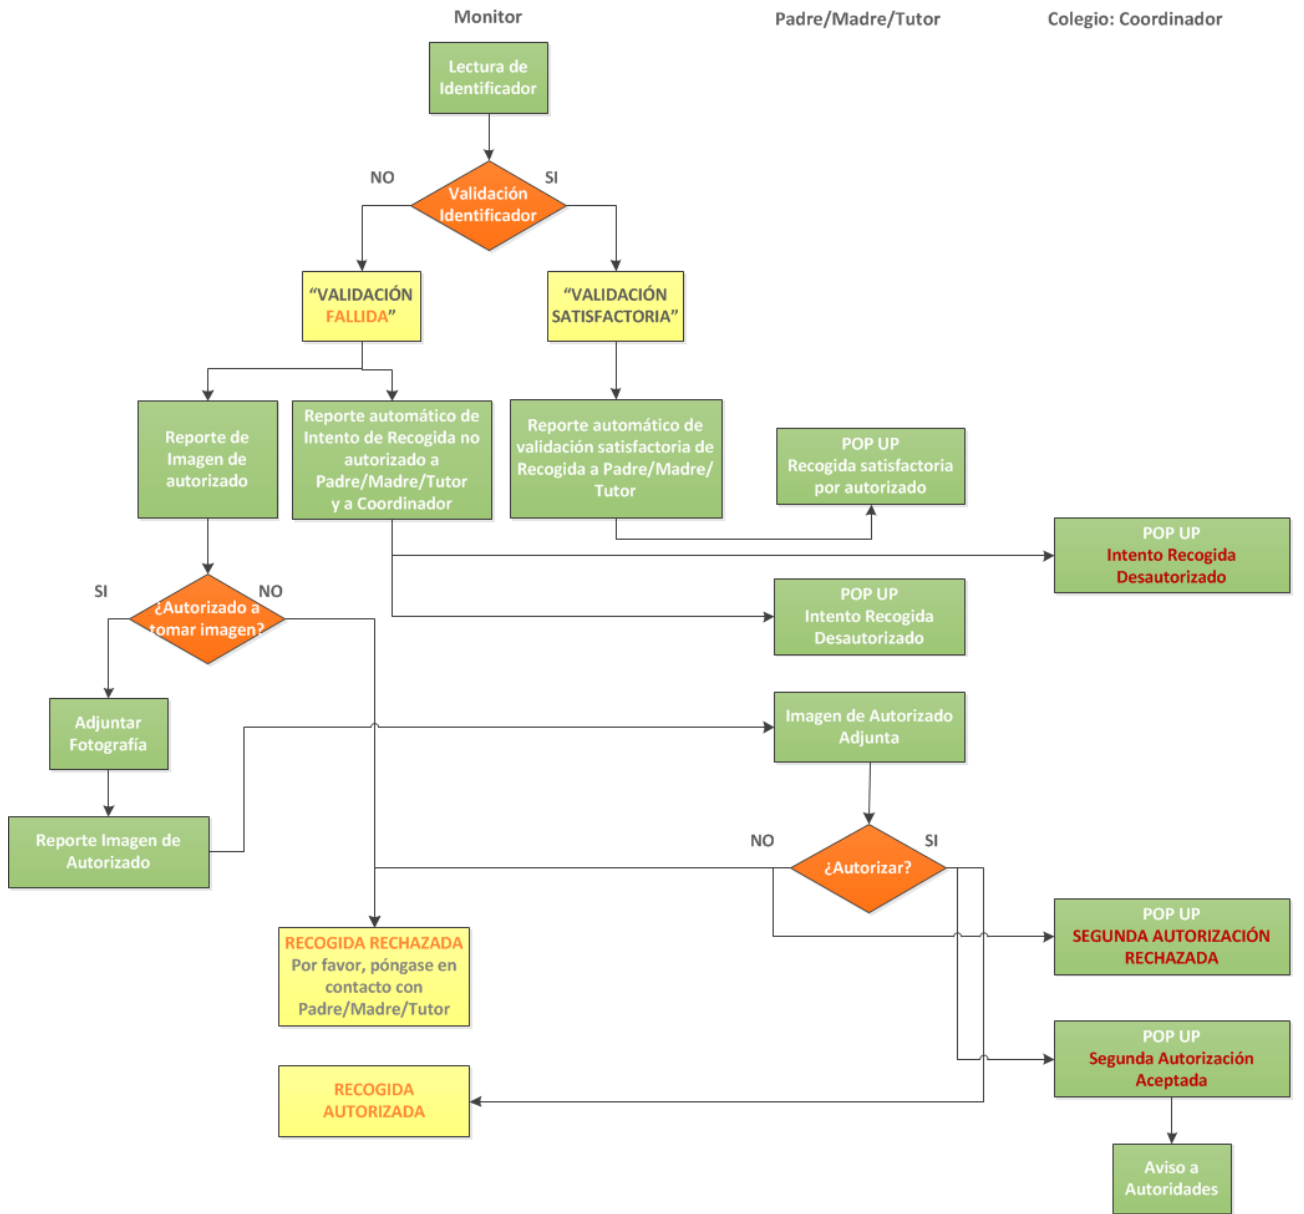 Monitor
Padre/Madre/Tutor
Colegio: Coordinador
Lectura de
Identificador
NO
SI
Validación
Identificador
“VALIDACIÓN
FALLIDA”
“VALIDACIÓN
SATISFACTORIA”
Reporte de
Imagen de
autorizado
Reporte automático de
Intento de Recogida no
autorizado a
Padre/Madre/Tutor
y a Coordinador
Reporte automático de
validación satisfactoria de
Recogida a Padre/Madre/
Tutor
POP UP
Recogida satisfactoria
por autorizado
POP UP
Intento Recogida
Desautorizado
POP UP
Intento Recogida
Desautorizado
SI
NO
¿Autorizado a
tomar imagen?
Adjuntar
Fotografía
Imagen de Autorizado
Adjunta
Reporte Imagen de
Autorizado
NO
SI
¿Autorizar?
POP UP
SEGUNDA AUTORIZACIÓN
RECHAZADA
RECOGIDA RECHAZADA
Por favor, póngase en
contacto con
Padre/Madre/Tutor
POP UP
Segunda Autorización
Aceptada
RECOGIDA
AUTORIZADA
Aviso a
Autoridades